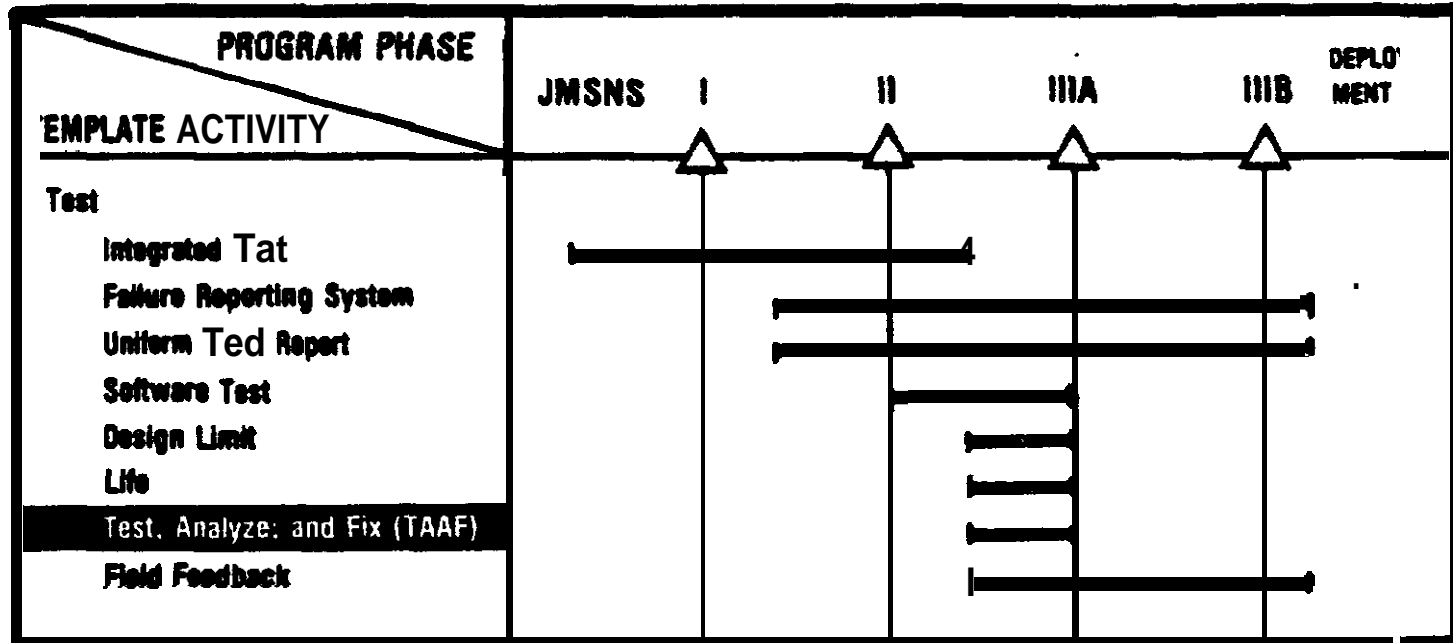 PROGRAM PHASE
DEPLO'
JMSNS I II IIIA IIIB MENT
'EMPLATE ACTIVITY
Test
Integrated Tat
Failure Reporting System
Uniform Ted Report
Software Test
Design Limit
Life
Test. Analyze: and Fix (TAAF)
Field Feedback